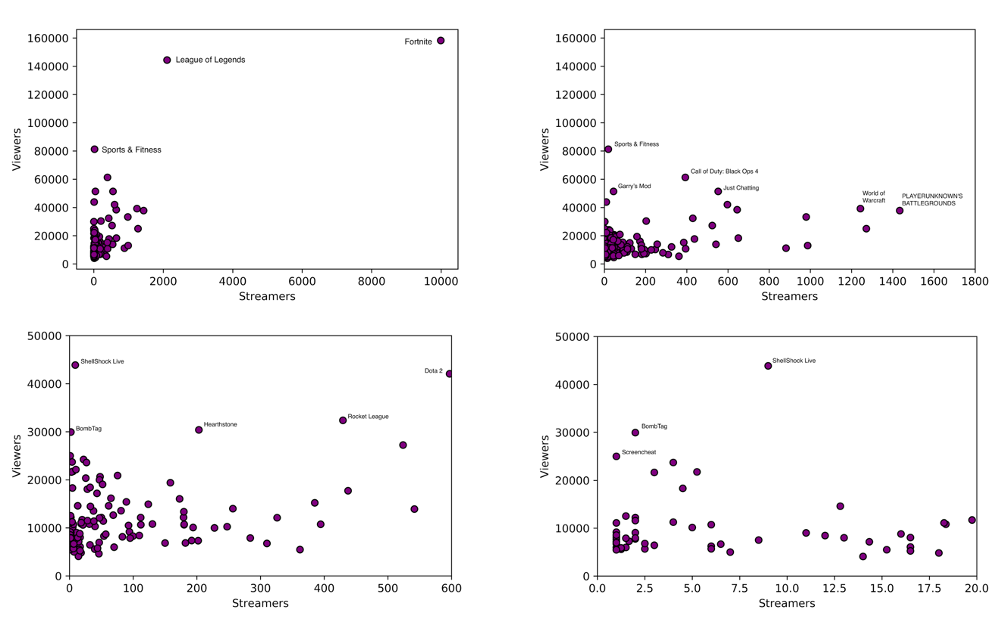 160000
140000
120000
100000
80000
60000
40000
20000
0
Viewers
Fortnite
League of Legends
Sports & Fitness
0
2000
4000
6000
8000
10000
Streamers
160000
140000
120000
100000
80000
60000
40000
20000
0
Viewers
Sports & Fitness
Call of Duty: Black Ops 4
Garry's Mod
Just Chatting
World of
Warcraft
PLAYERUNKNOWN'S
BATTLEGROUNDS
0
200
400
600
800
1000
1200
1400
1600
1800
Streamers
50000
40000
30000
20000
10000
0
Viewers
ShellShock Live
Dota 2
Rocket League
Hearthstone
BombTag
0
100
200
300
400
500
600
Streamers
50000
40000
30000
20000
10000
0
Viewers
ShellShock Live
BombTag
Screencheat
0.0
2.5
5.0
7.5
10.0
12.5
15.0
17.5
20.0
Streamers